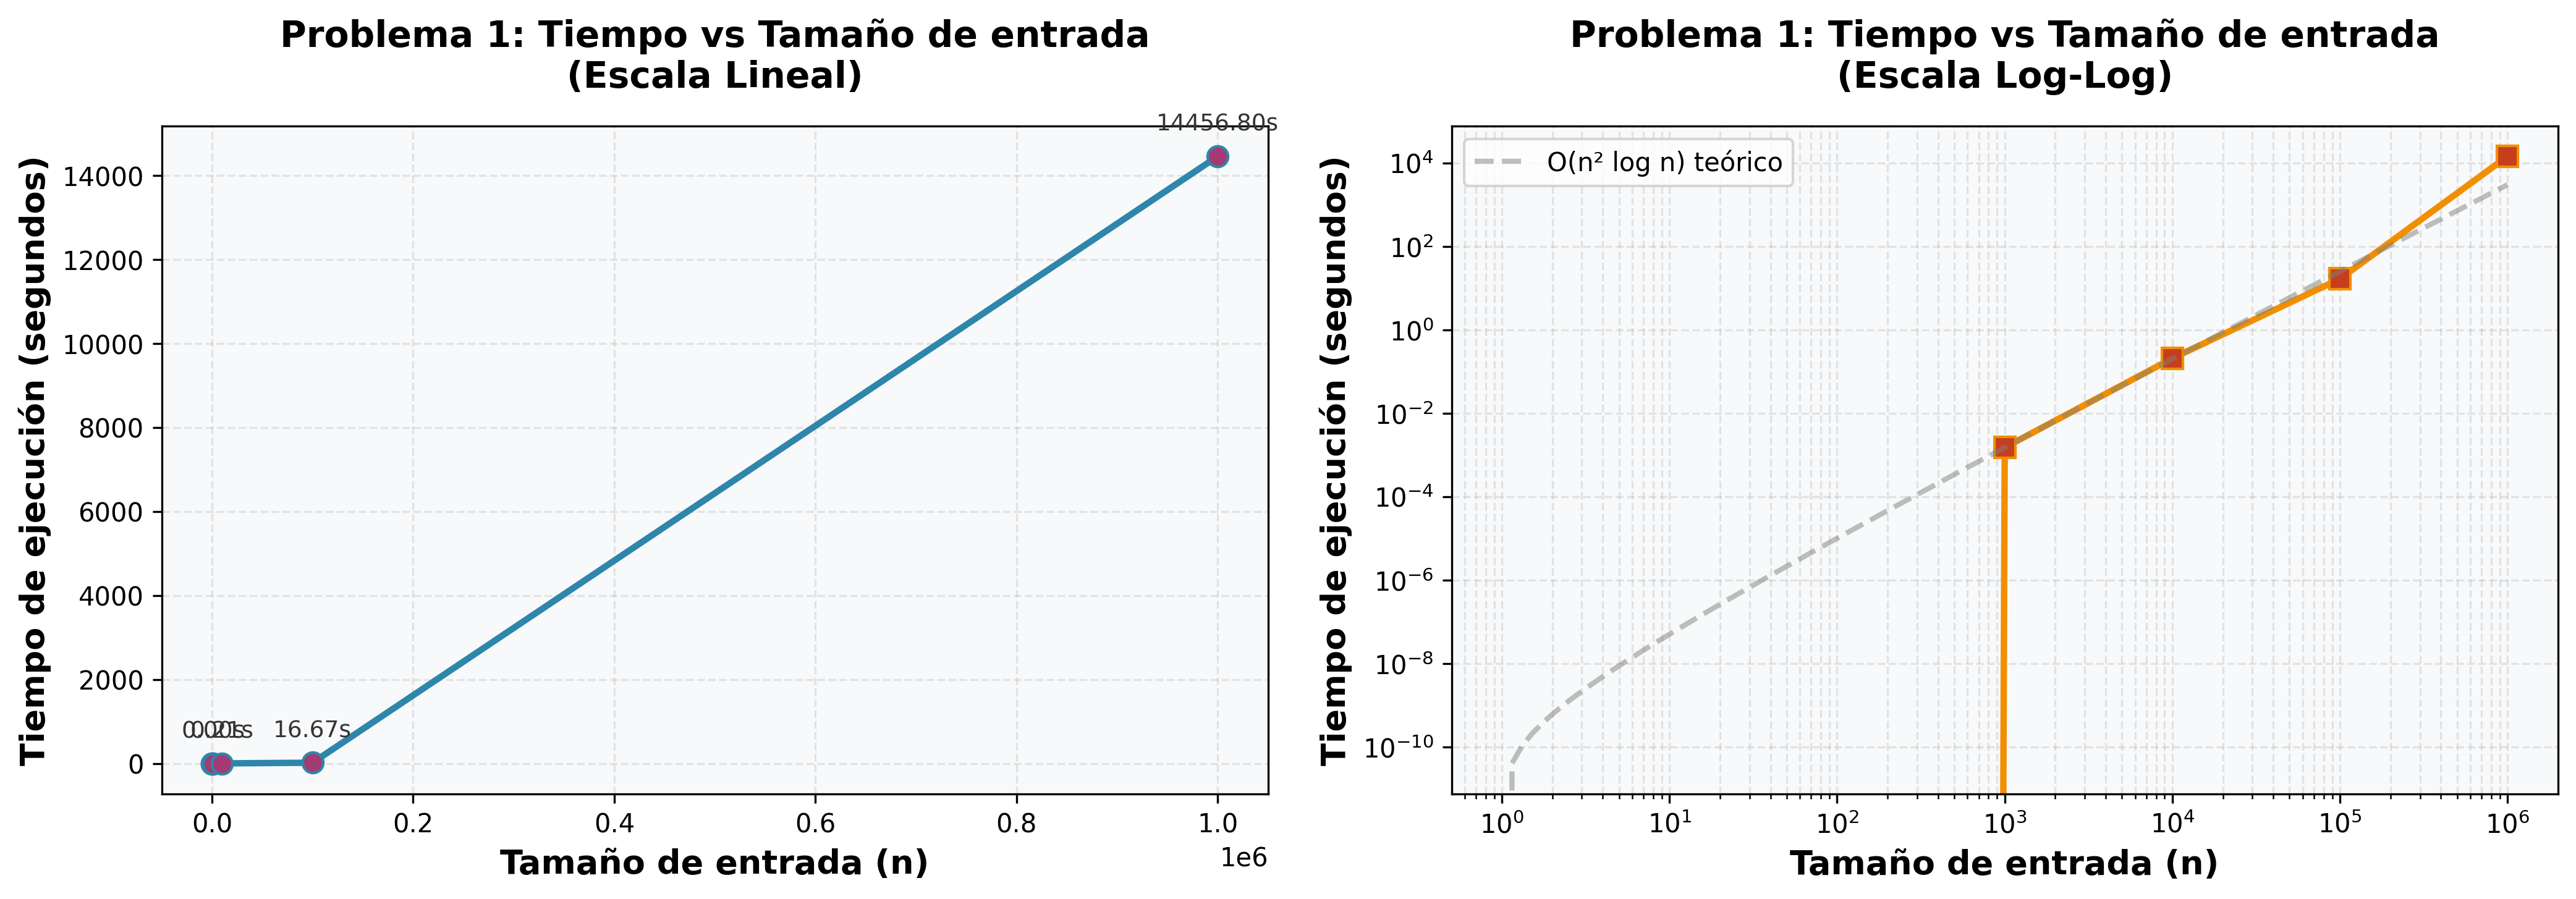 Problema 1: Tiempo vs Tamaño de entrada
(Escala Lineal)
Tiempo de ejecución (segundos)
14000
12000
10000
8000
6000
4000
2000
0
14456.80s
0.00s
0.21s
16.67s
0.0
0.2
0.4
0.6
0.8
1.0
1e6
Tamaño de entrada (n)
Problema 1: Tiempo vs Tamaño de entrada
(Escala Log-Log)
Tiempo de ejecución (segundos)
O(n² log n) teórico
10⁴
10²
10⁰
10⁻²
10⁻⁴
10⁻⁶
10⁻⁸
10⁻¹⁰
10⁰
10¹
10²
10³
10⁴
10⁵
10⁶
Tamaño de entrada (n)